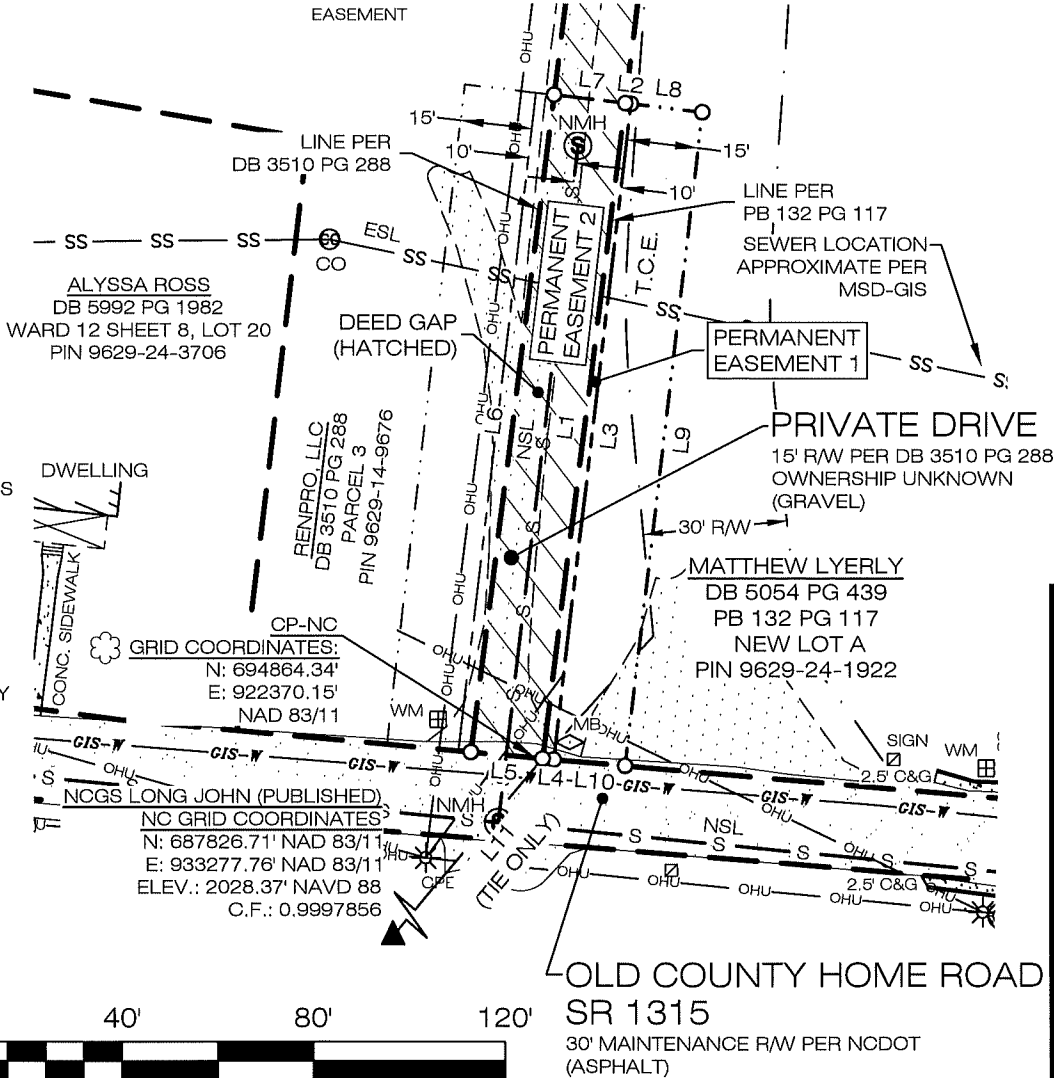 EASEMENT
OHU
L7
L2
L8
15'
NMH
S
LINE PER
DB 3510 PG 288
10'
15'
10'
LINE PER
PB 132 PG 117
SS SS SS
CO
ESL
SS
SS
SS
SS
SEWER LOCATION
APPROXIMATE PER
MSD-GIS
T.C.E.
PERMANENT
EASEMENT 2
ALYSSA ROSS
DB 5992 PG 1982
WARD 12 SHEET 8, LOT 20
PIN 9629-24-3706
DEED GAP
(HATCHED)
PERMANENT
EASEMENT 1
PRIVATE DRIVE
15' R/W PER DB 3510 PG 288
OWNERSHIP UNKNOWN
(GRAVEL)
L6
NSL
L1
L3
L9
RENPRO, LLC
DB 3510 PG 288
PARCEL 3
PIN 9629-14-9676
DWELLING
S
30' R/W
MATTHEW LYERLY
DB 5054 PG 439
PB 132 PG 117
NEW LOT A
PIN 9629-24-1922
CONC. SIDEWALK
CP-NC
GRID COORDINATES:
N: 694864.34'
E: 922370.15'
NAD 83/11
Y
WM
MB
OHU
SIGN
WM
2.5' C&G
GIS-W GIS-W GIS-W
L5
L4
L10
GIS-W GIS-W GIS-W
NCGS LONG JOHN (PUBLISHED)
NC GRID COORDINATES
N: 687826.71' NAD 83/11
E: 933277.76' NAD 83/11
ELEV.: 2028.37' NAVD 88
C.F.: 0.9997856
NMH
CPE
L11
(TIE ONLY)
NSL
S S S S
OHU OHU OHU OHU
2.5' C&G
OLD COUNTY HOME ROAD
SR 1315
30' MAINTENANCE R/W PER NCDOT
(ASPHALT)
40' 80' 120'